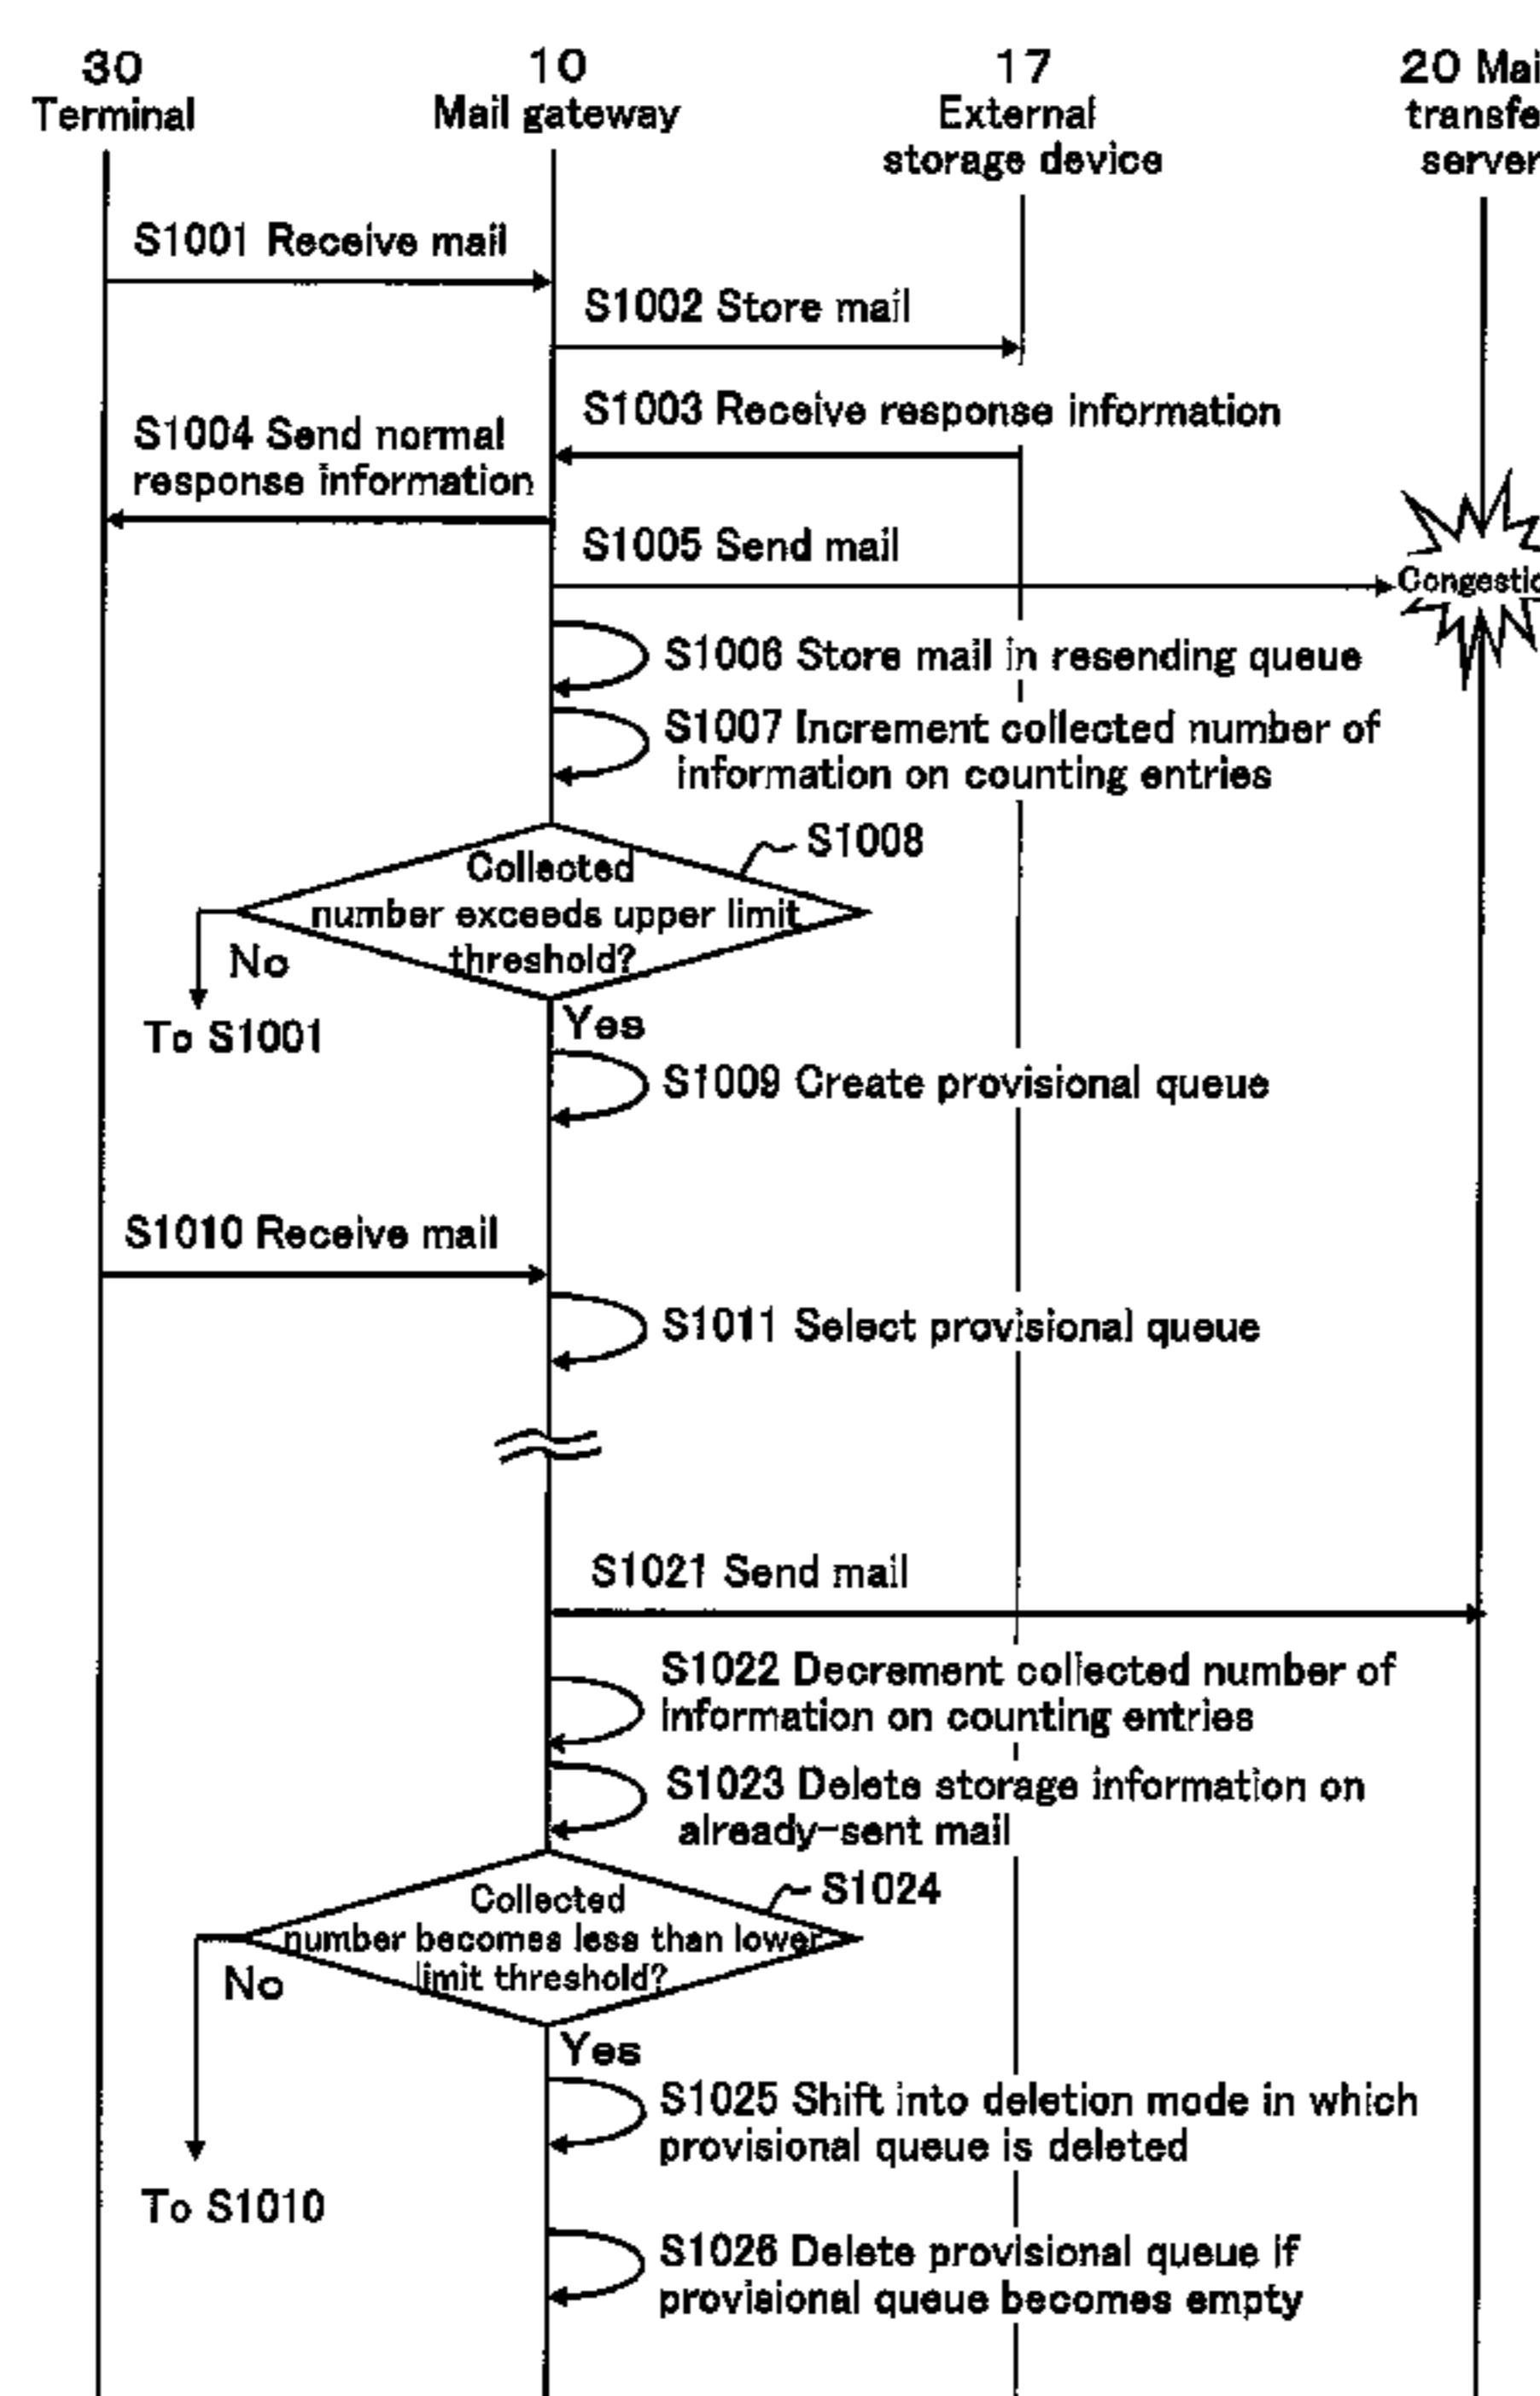 30
Terminal
10
Mail gateway
17
External
storage device
20 Mai
transfe
server
S1001 Receive mail
S1002 Store mail
S1003 Receive response information
S1004 Send normal
response information
S1005 Send mail
Congestio
S1006 Store mail in resending queue
S1007 Increment collected number of
information on counting entries
S1008
Collected
number exceeds upper limit
threshold?
No
To S1001
Yes
S1009 Create provisional queue
S1010 Receive mail
S1011 Select provisional queue
S1021 Send mail
S1022 Decrement collected number of
information on counting entries
S1023 Delete storage information on
already-sent mail
S1024
Collected
number becomes less than lower
limit threshold?
No
Yes
S1025 Shift into deletion mode in which
provisional queue is deleted
To S1010
S1026 Delete provisional queue if
provisional queue becomes empty